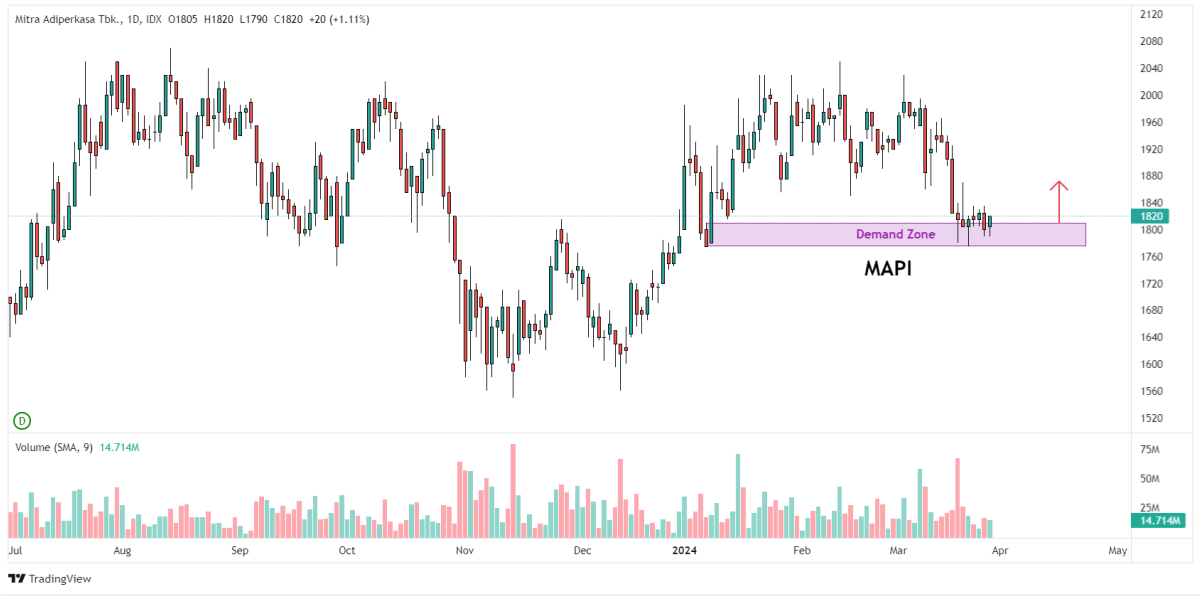 Mitra Adiperkasa Tbk., 1D, IDX O1805 H1820 L1790 C1820 +20 (+1.11%)
2120
2080
2040
2000
1960
1920
1880
1840
1820
1800
1760
1720
1680
1640
1600
1560
1520
Demand Zone
MAPI
D
Volume (SMA, 9) 14.714M
75M
50M
25M
14.714M
Jul Aug Sep Oct Nov Dec 2024 Feb Mar Apr May
TradingView